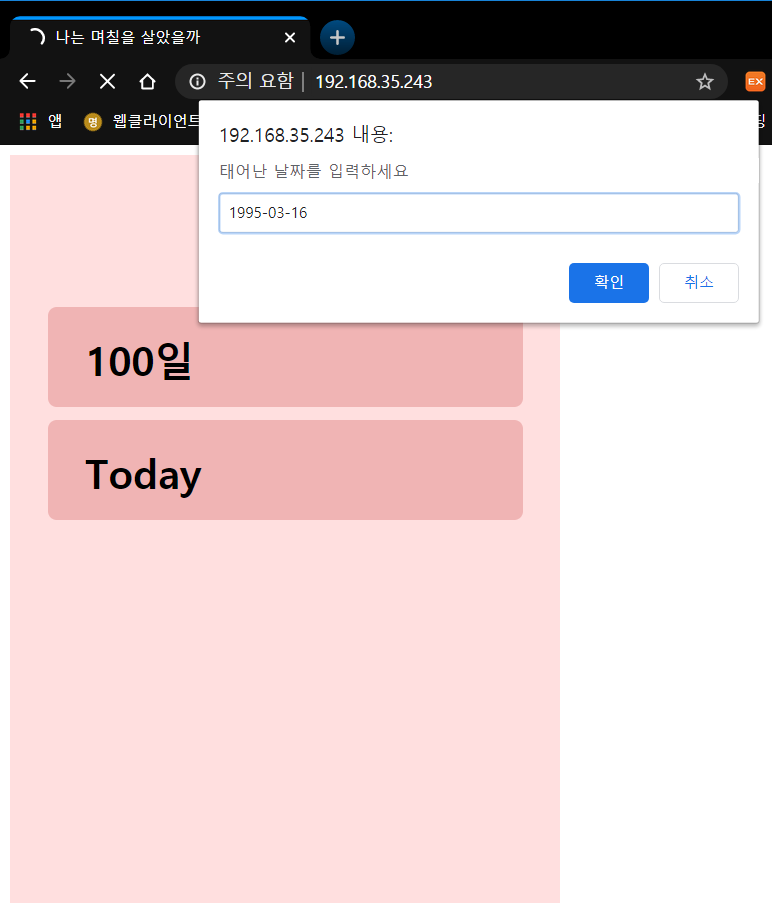 나는 며칠을 살았을까
주의 요함 192.168.35.243
EX
앱 명 웹클라이언트
192.168.35.243 내용:
태어난 날짜를 입력하세요
1995-03-16
확인 취소
100일
Today